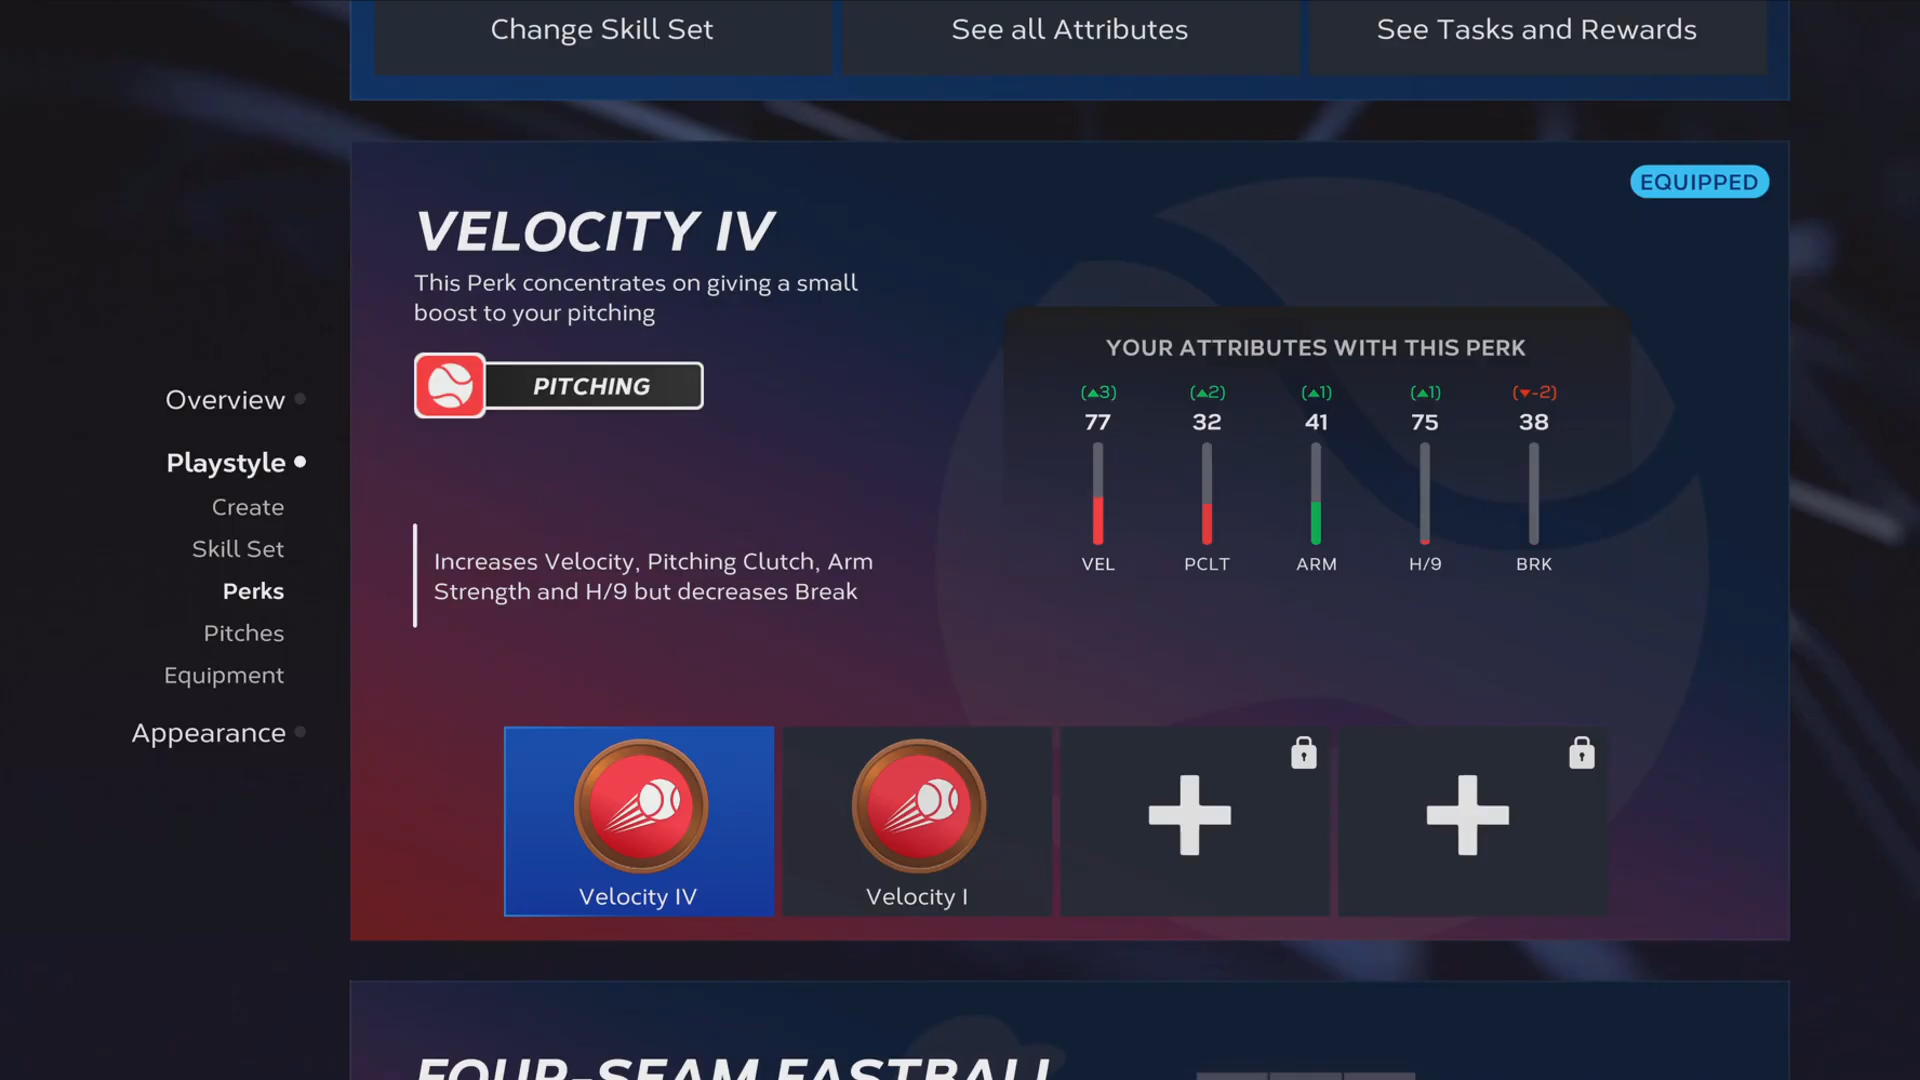 Change Skill Set
See all Attributes
See Tasks and Rewards
EQUIPPED
VELOCITY IV
This Perk concentrates on giving a small
boost to your pitching
PITCHING
Increases Velocity, Pitching Clutch, Arm
Strength and H/9 but decreases Break
YOUR ATTRIBUTES WITH THIS PERK
(▲3) (▲2) (▲1) (▲1) (▼-2)
77 32 41 75 38
VEL PCLT ARM H/9 BRK
Overview
Playstyle
Create
Skill Set
Perks
Pitches
Equipment
Appearance
Velocity IV
Velocity I
FOUR-SEAM FASTBALL